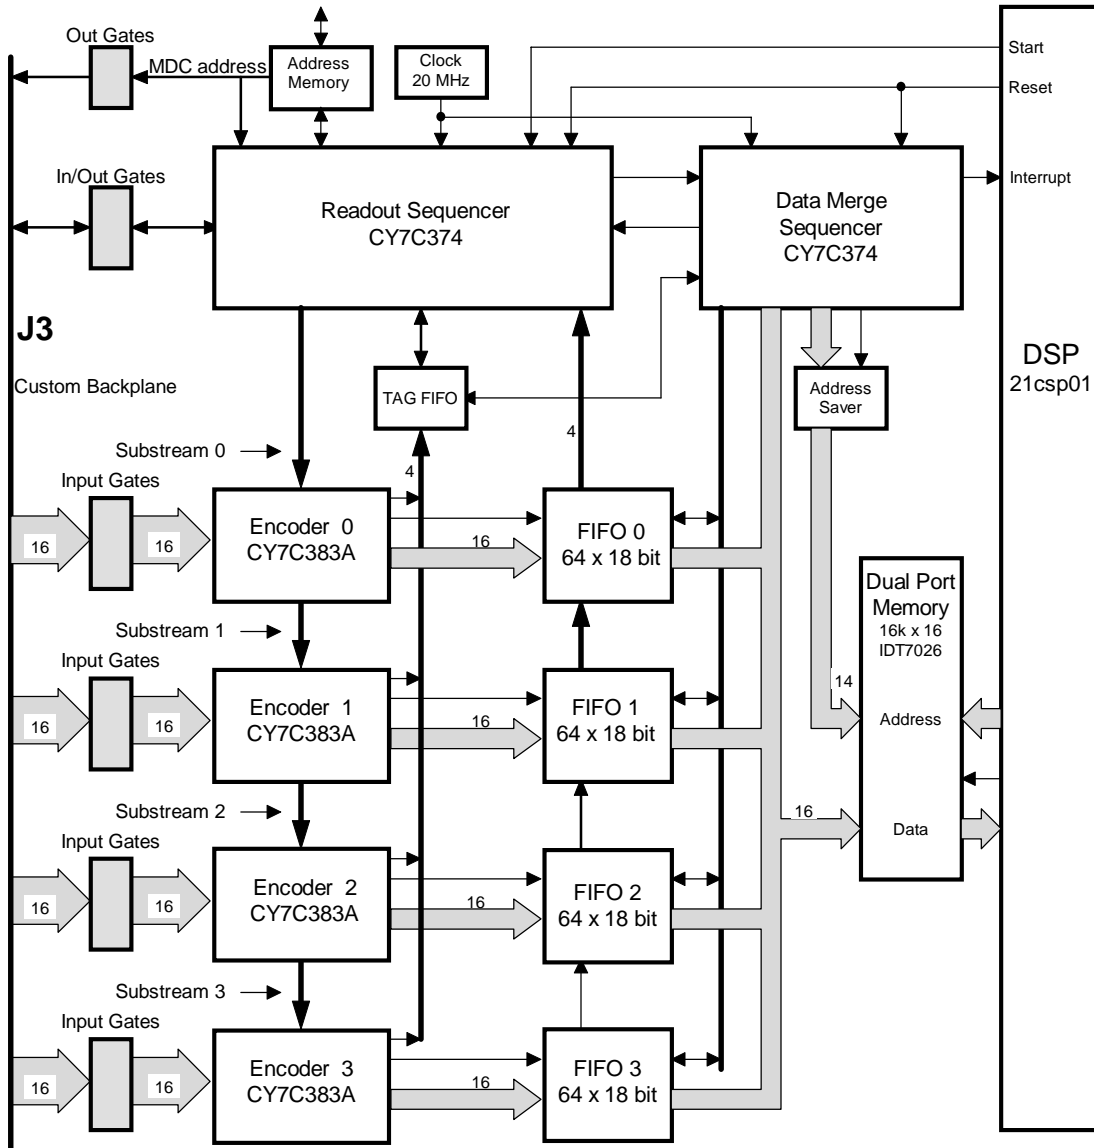 Out Gates
MDC address
Address
Memory
Clock
20 MHz
Start
Reset
In/Out Gates
Readout Sequencer
CY7C374
Data Merge
Sequencer
CY7C374
Interrupt
J3
Custom Backplane
TAG FIFO
Address
Saver
DSP
21csp01
4
4
Substream 0
Input Gates
16
16
Encoder 0
CY7C383A
16
FIFO 0
64 x 18 bit
Dual Port
Memory
16k x 16
IDT7026
14
Address
16
Data
Substream 1
Input Gates
16
16
Encoder 1
CY7C383A
16
FIFO 1
64 x 18 bit
Substream 2
Input Gates
16
16
Encoder 2
CY7C383A
16
FIFO 2
64 x 18 bit
Substream 3
Input Gates
16
16
Encoder 3
CY7C383A
16
FIFO 3
64 x 18 bit